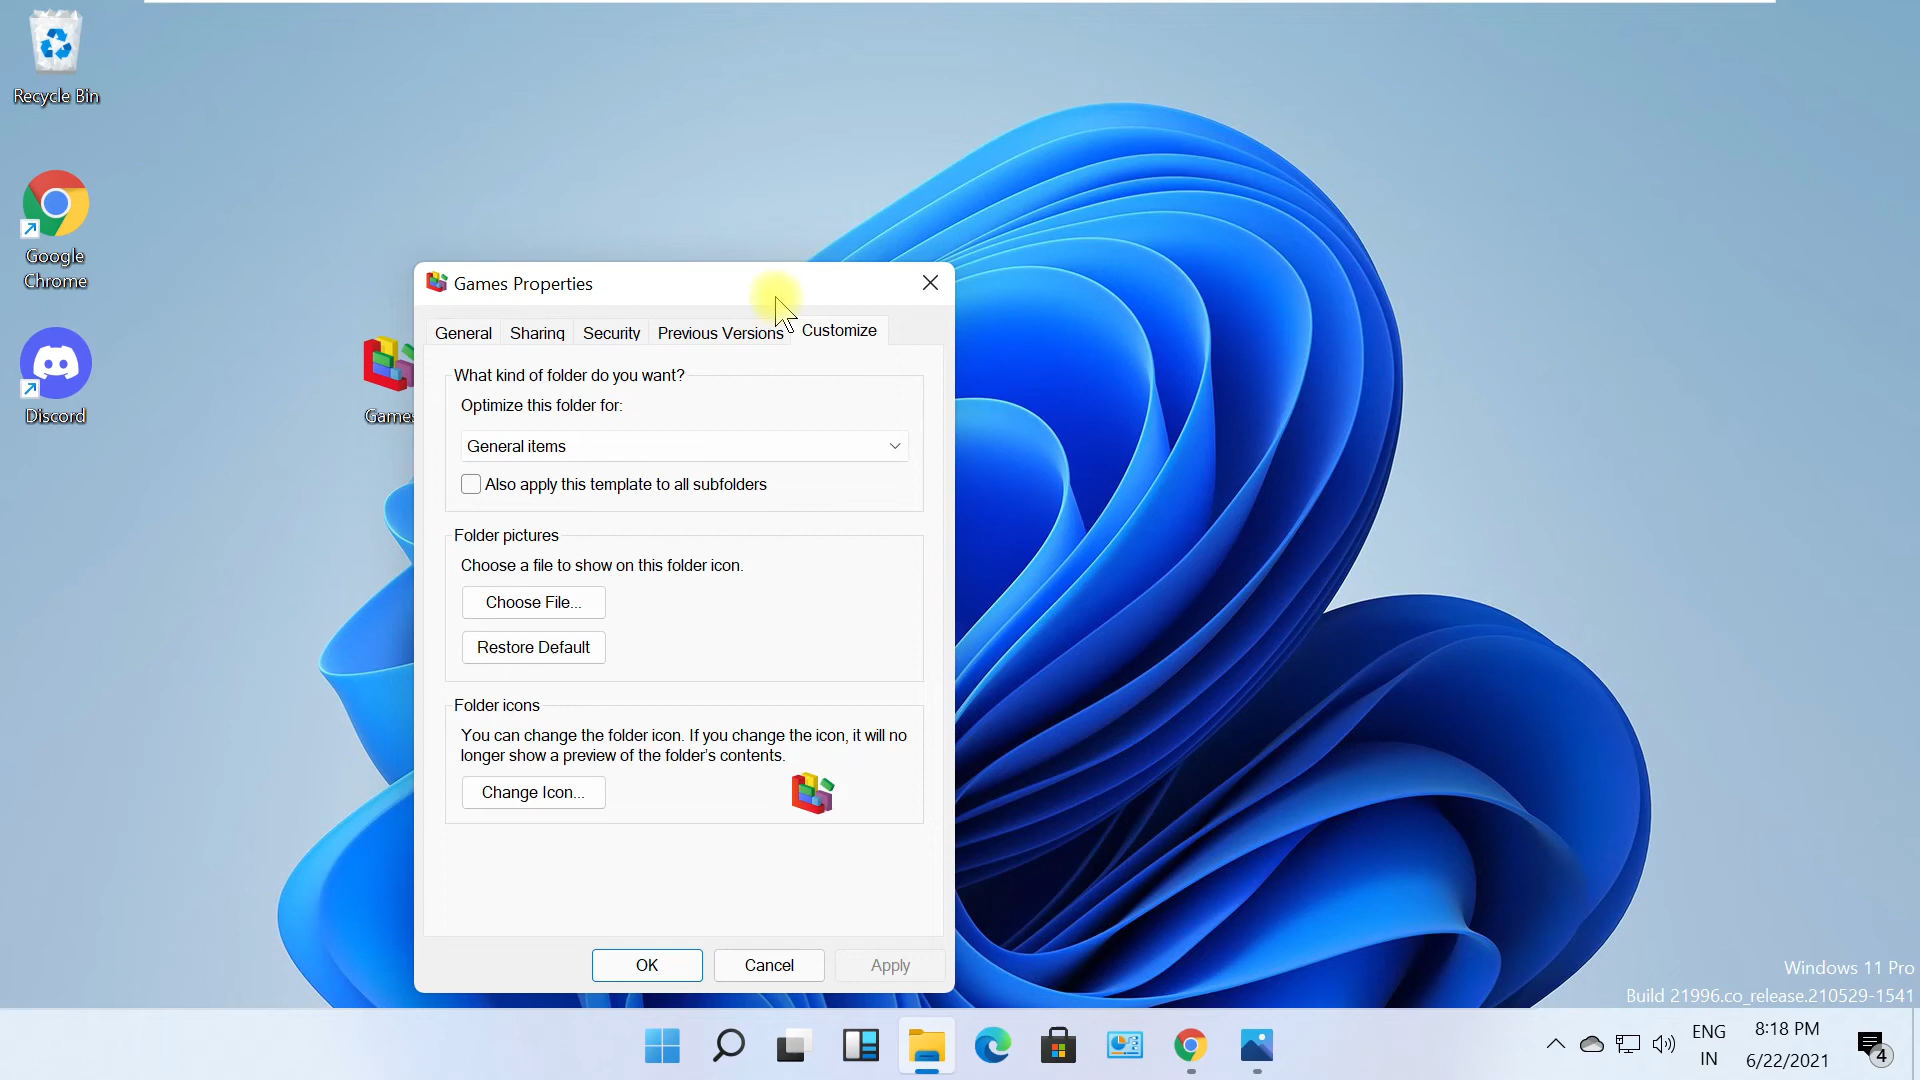 Recycle Bin
Google
Chrome
Discord
Games
Games Properties
General
Sharing
Security
Previous Versions
Customize
What kind of folder do you want?
Optimize this folder for:
General items
Also apply this template to all subfolders
Folder pictures
Choose a file to show on this folder icon.
Choose File...
Restore Default
Folder icons
You can change the folder icon. If you change the icon, it will no
longer show a preview of the folder's contents.
Change Icon...
OK
Cancel
Apply
Windows 11 Pro
Build 21996.co_release.210529-1541
ENG
IN
8:18 PM
6/22/2021
4